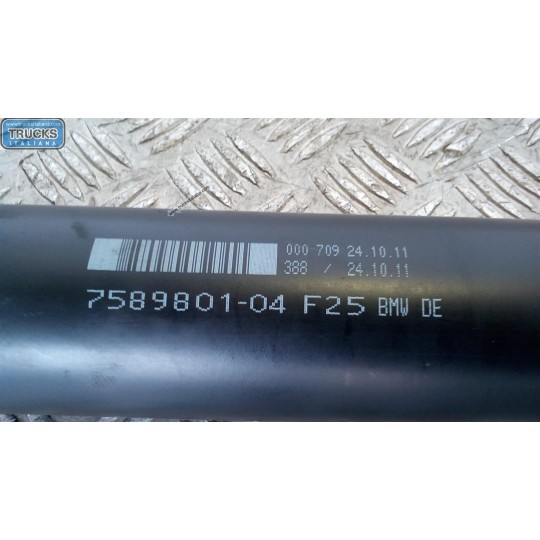 TRUCKS
ITALIANA
000-709 24.10.11
388 / 24.10.11
7589801-04 F25 BMW DE